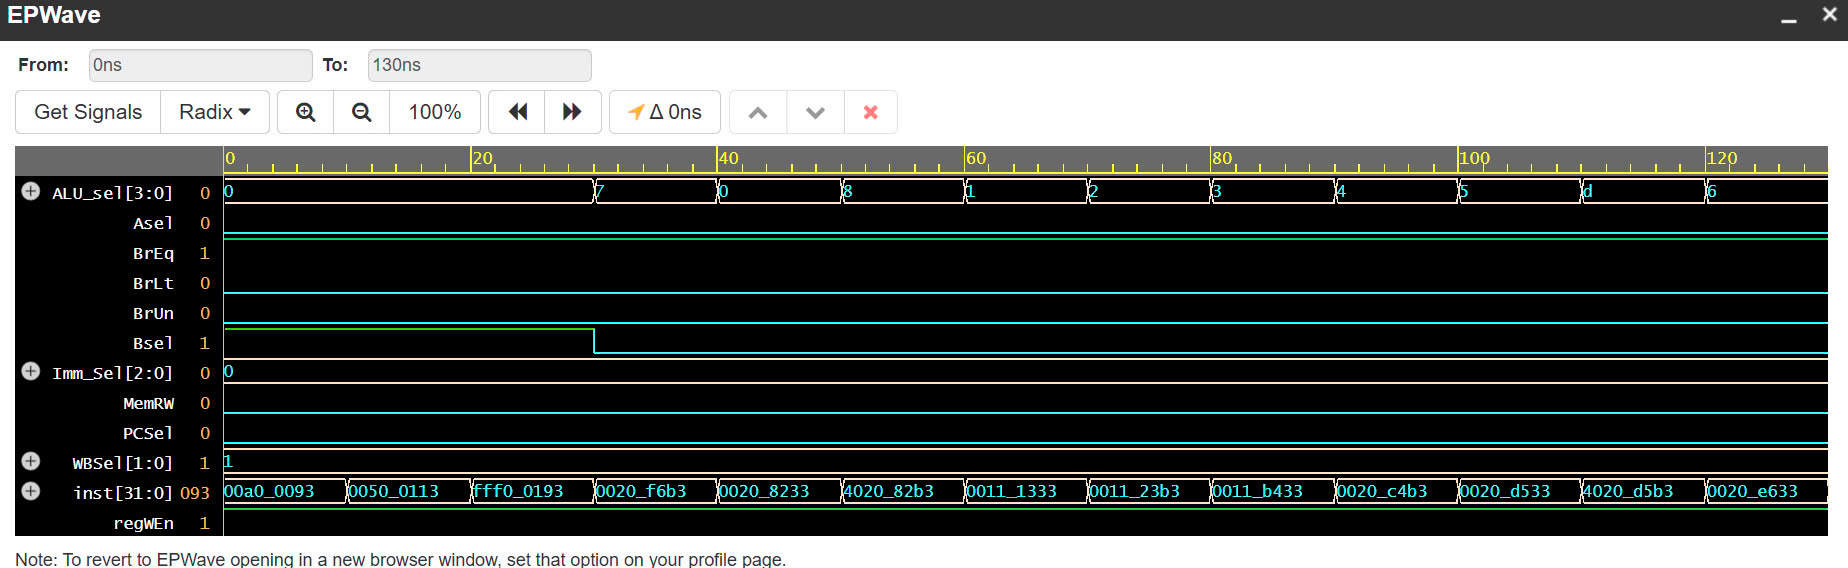 EPWave
From: 0ns To: 130ns
Get Signals Radix 100% Δ 0ns
0 20 40 60 80 100 120
ALU_sel[3:0] 0 0 7 0 8 1 2 3 4 5 d 6
Asel 0
BrEq 1
BrLt 0
BrUn 0
Bsel 1
Imm_Sel[2:0] 0 0
MemRW 0
PCSel 0
WBSel[1:0] 1 1
inst[31:0] 093 00a0_0093 0050_0113 fff0_0193 0020_f6b3 0020_8233 4020_82b3 0011_1333 0011_23b3 0011_b433 0020_c4b3 0020_d533 4020_d5b3 0020_e633
regWEn 1
Note: To revert to EPWave opening in a new browser window, set that option on your profile page.